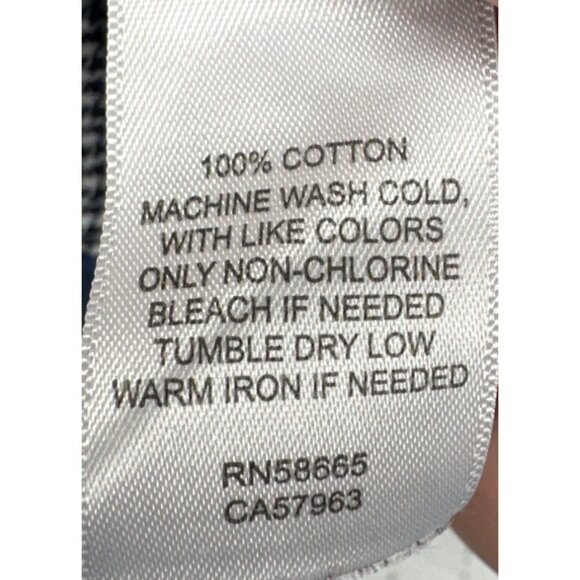 100% COTTON
MACHINE WASH COLD,
WITH LIKE COLORS
ONLY NON-CHLORINE
BLEACH IF NEEDED
TUMBLE DRY LOW
WARM IRON IF NEEDED
RN58665
CA57963